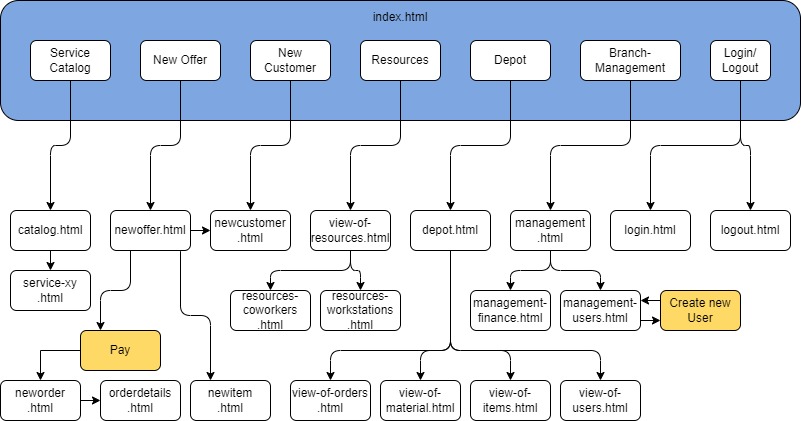 index.html
Service
Catalog
New Offer
New
Customer
Resources
Depot
Branch-
Management
Login/
Logout
catalog.html
newoffer.html
newcustomer
.html
view-of-
resources.html
depot.html
management
.html
login.html
logout.html
service-xy
.html
resources-
coworkers
.html
resources-
workstations
.html
management-
finance.html
management-
users.html
Create new
User
Pay
neworder
.html
orderdetails
.html
newitem
.html
view-of-orders
.html
view-of-
material.html
view-of-
items.html
view-of-
users.html